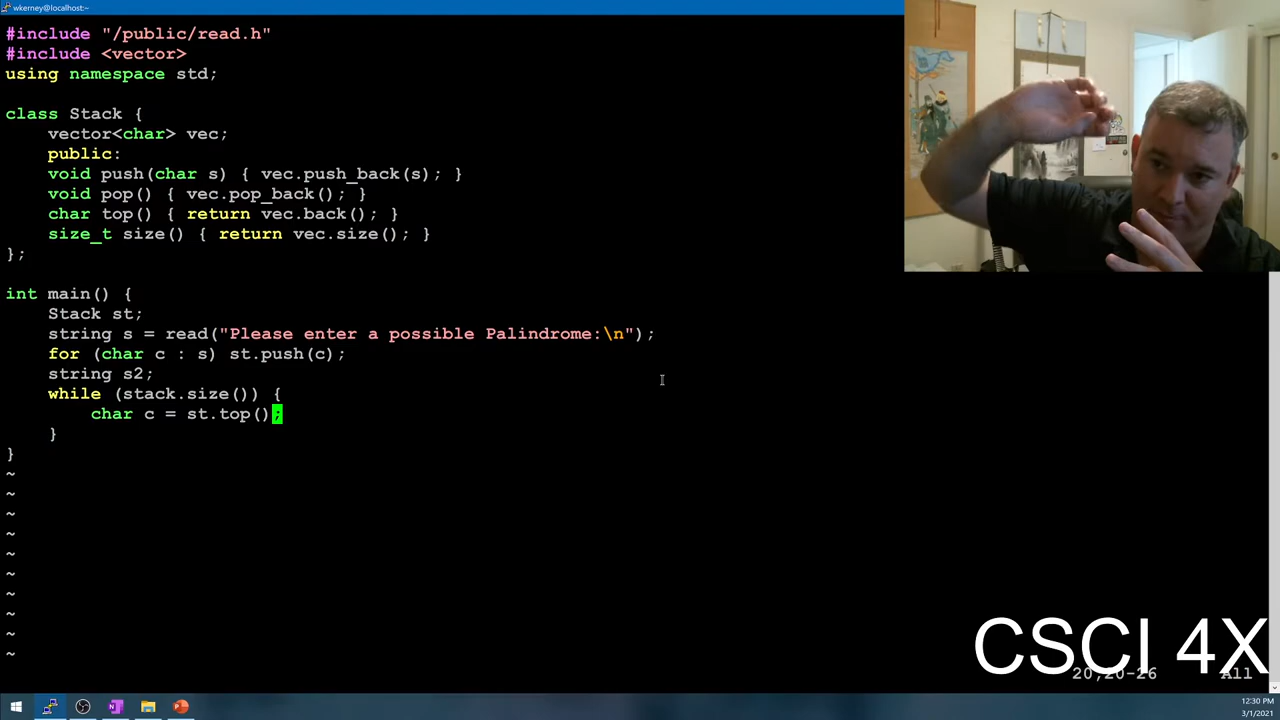 wkerney@localhost:~
#include "/public/read.h"
#include <vector>
using namespace std;
class Stack {
    vector<char> vec;
    public:
    void push(char s) { vec.push_back(s); }
    void pop() { vec.pop_back(); }
    char top() { return vec.back(); }
    size_t size() { return vec.size(); }
};
int main() {
    Stack st;
    string s = read("Please enter a possible Palindrome:\n");
    for (char c : s) st.push(c);
    string s2;
    while (stack.size()) {
        char c = st.top();
    }
}
~
~
~
~
~
~
~
~
~
~
CSCI 4X
20,20-26 All
12:30 PM
3/1/2021